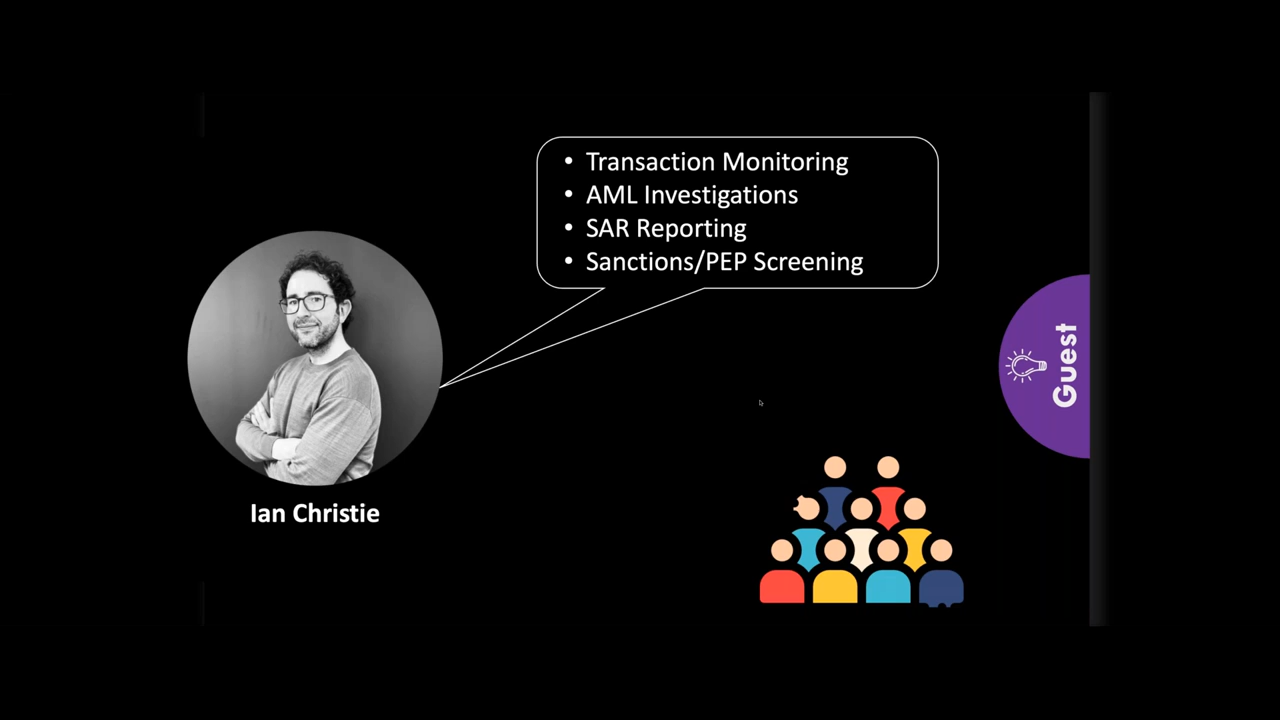 • Transaction Monitoring
• AML Investigations
• SAR Reporting
• Sanctions/PEP Screening
Guest
Ian Christie